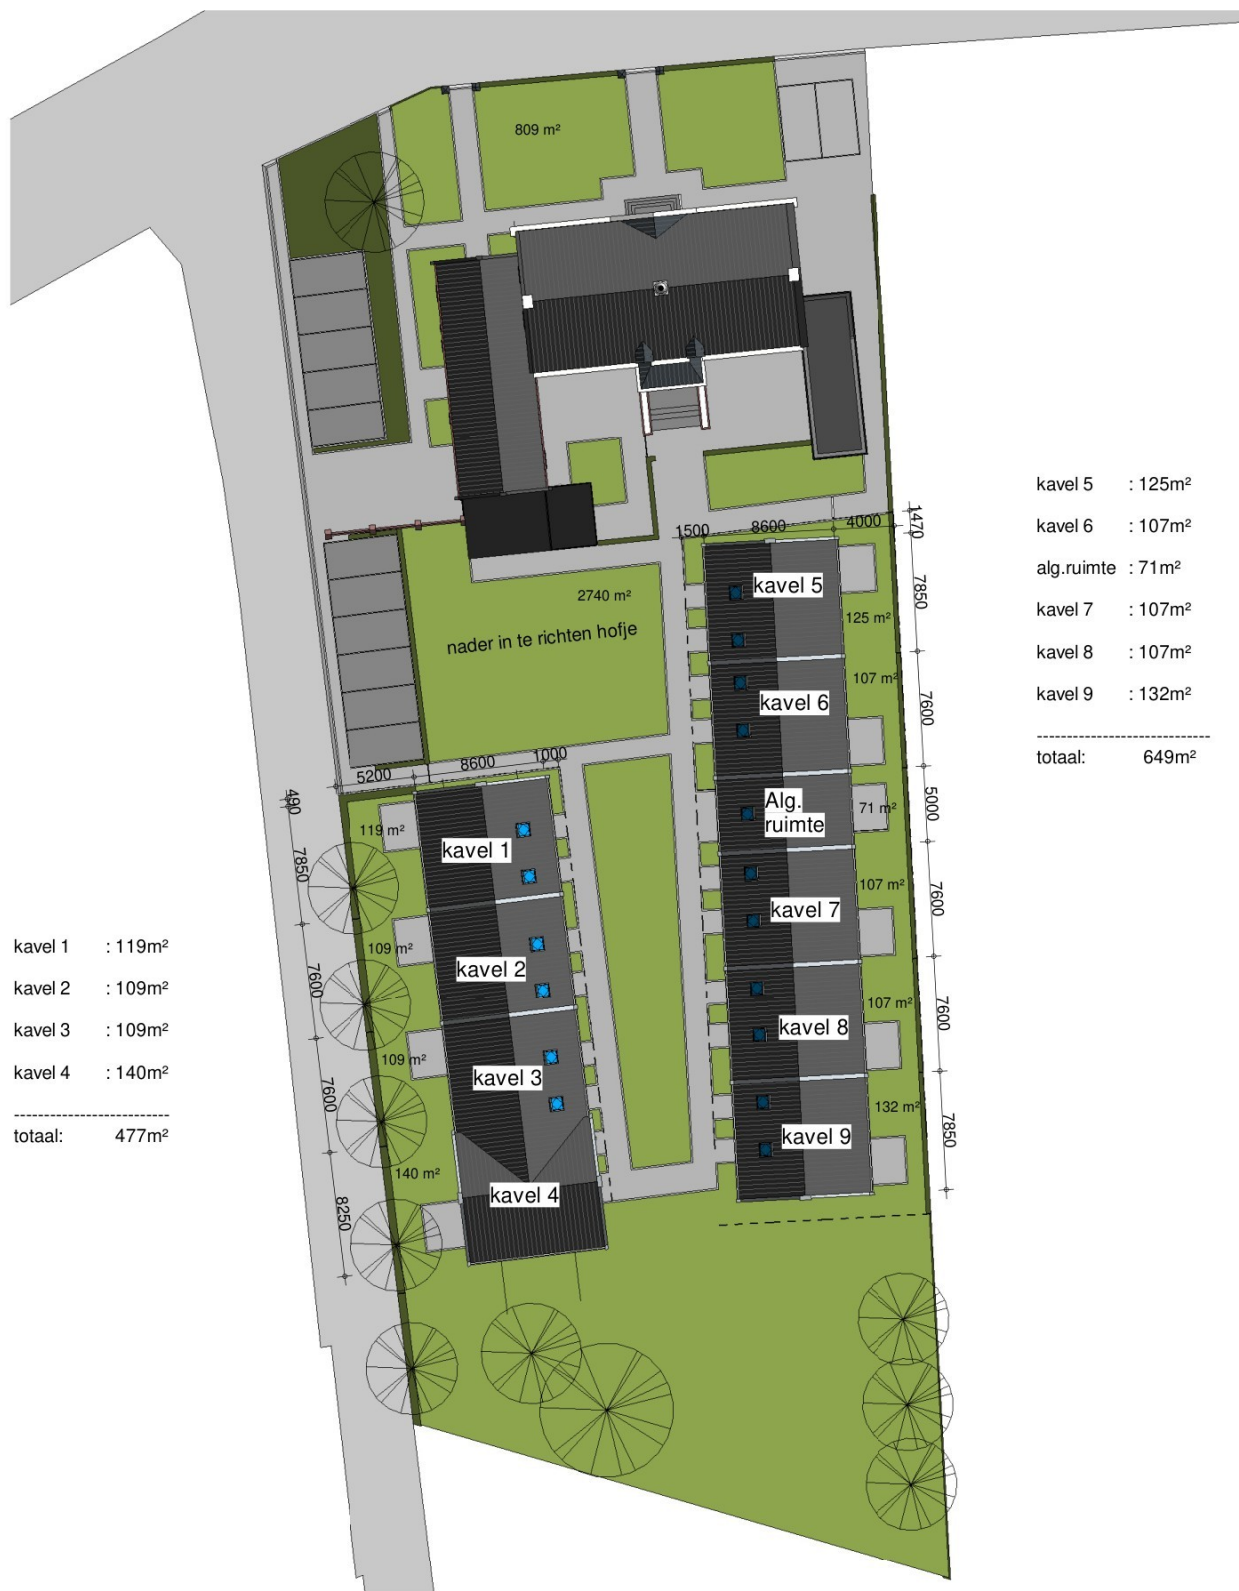 809 m²
kavel 5 : 125m²
kavel 6 : 107m²
alg.ruimte : 71m²
kavel 7 : 107m²
kavel 8 : 107m²
kavel 9 : 132m²
------------------------------
totaal: 649m²
1500
8600
4000
1470
7850
7600
5000
7600
7600
7850
kavel 5
125 m²
kavel 6
107 m²
Alg.
ruimte
71 m²
kavel 7
107 m²
kavel 8
107 m²
kavel 9
132 m²
2740 m²
nader in te richten hofje
5200
8600
1000
490
7850
7600
7600
8250
119 m²
kavel 1
109 m²
kavel 2
109 m²
kavel 3
140 m²
kavel 4
kavel 1 : 119m²
kavel 2 : 109m²
kavel 3 : 109m²
kavel 4 : 140m²
---------------------------
totaal: 477m²